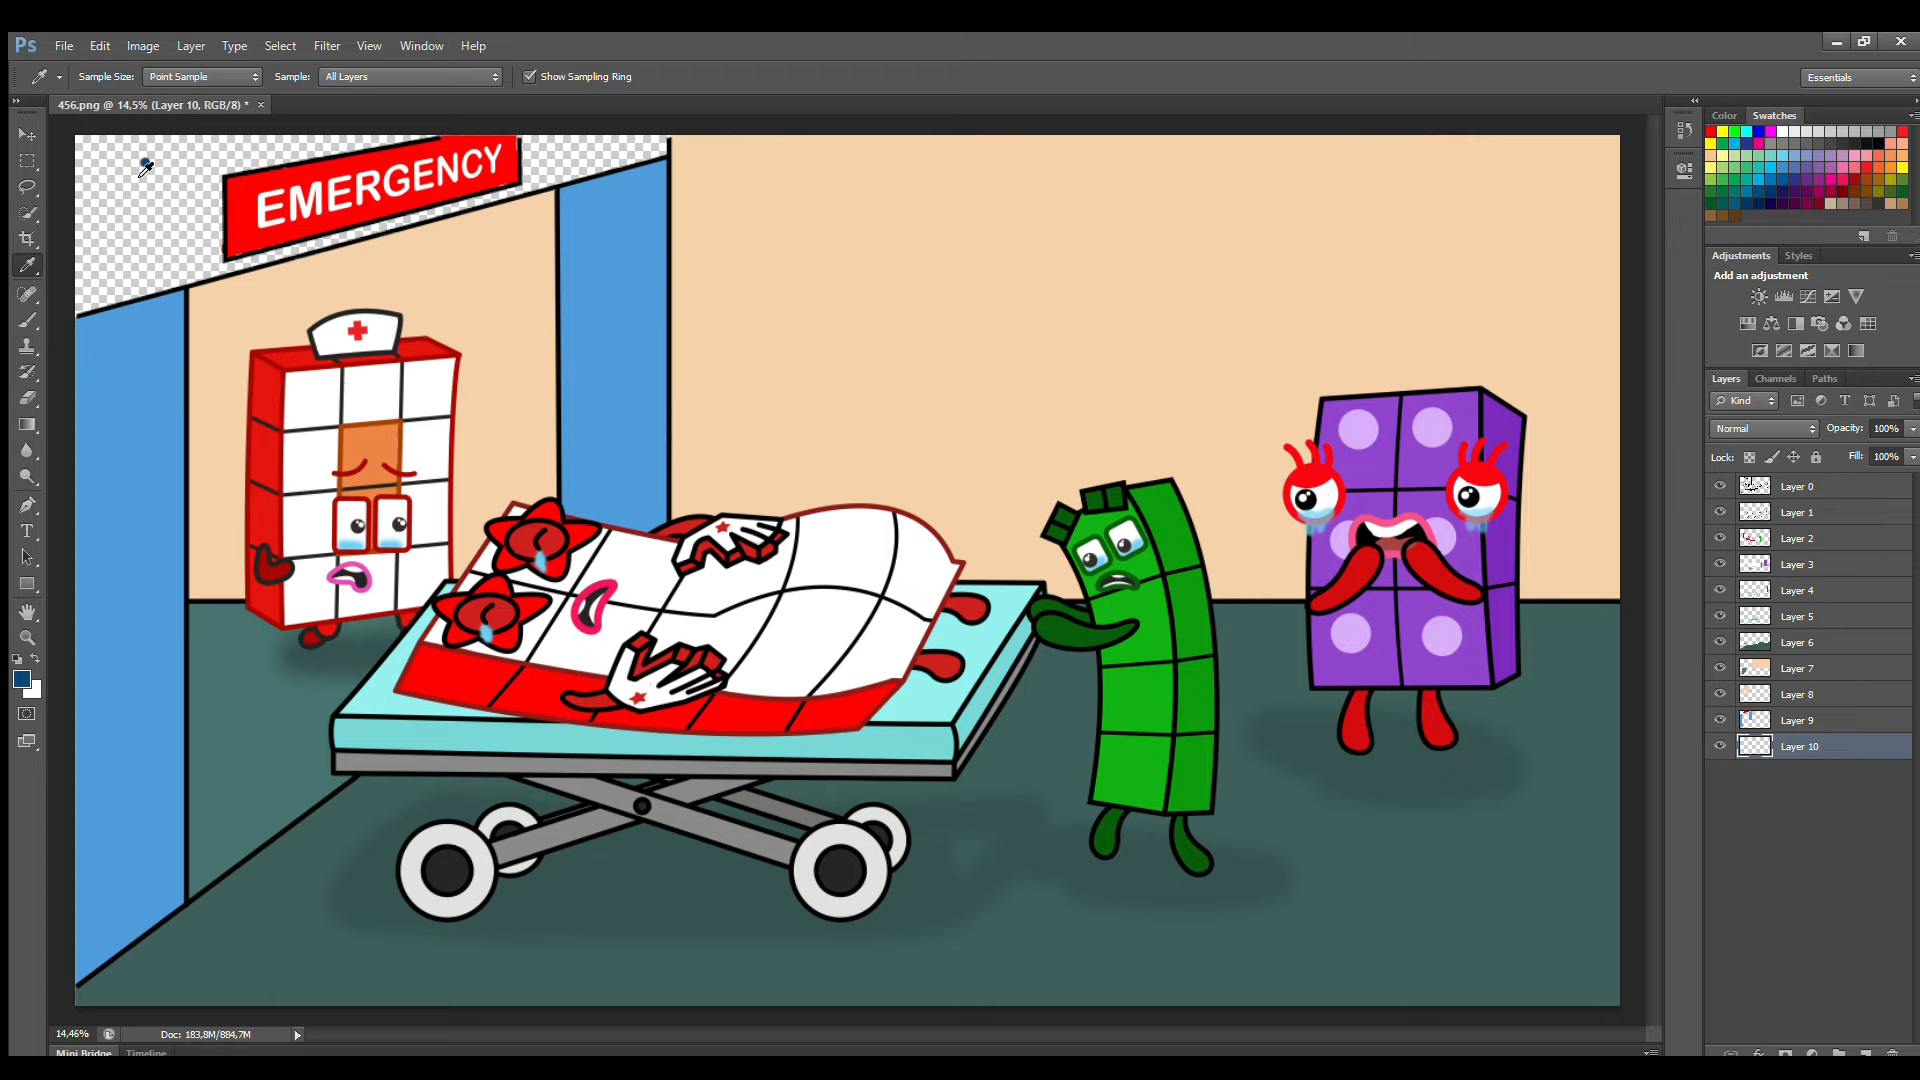 Ps File Edit Image Layer Type Select Filter View Window Help
Sample Size: Point Sample Sample: All Layers Show Sampling Ring Essentials
456.png @ 14,5% (Layer 10, RGB/8) * ×
Color Swatches
EMERGENCY
Adjustments Styles
Add an adjustment
Layers Channels Paths
Kind
Normal Opacity: 100%
Lock: Fill: 100%
Layer 0
Layer 1
Layer 2
Layer 3
Layer 4
Layer 5
Layer 6
Layer 7
Layer 8
Layer 9
Layer 10
14,46% Doc: 183,8M/884,7M
Mini Bridge Timeline